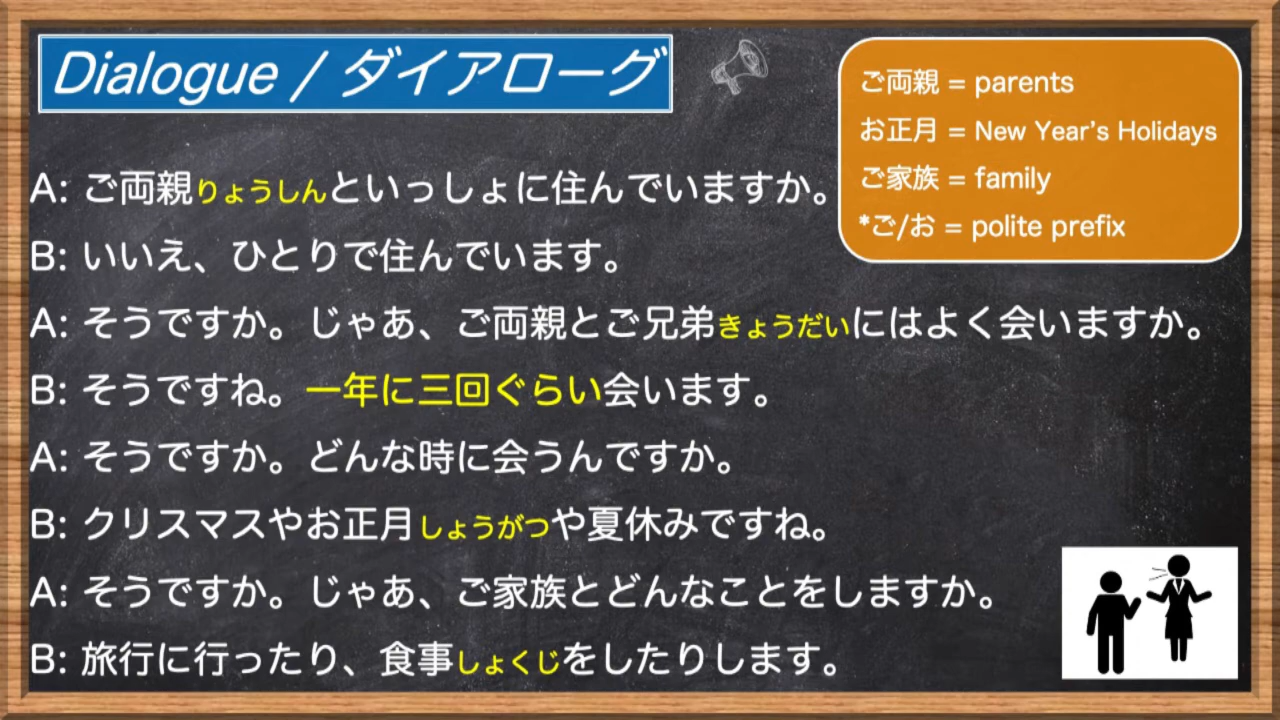 Dialogue / ダイアローグ
ご両親 = parents
お正月 = New Year's Holidays
ご家族 = family
*ご/お = polite prefix
A: ご両親りょうしんといっしょに住んでいますか。
B: いいえ、ひとりで住んでいます。
A: そうですか。じゃあ、ご両親とご兄弟きょうだいにはよく会いますか。
B: そうですね。一年に三回ぐらい会います。
A: そうですか。どんな時に会うんですか。
B: クリスマスやお正月しょうがつや夏休みですね。
A: そうですか。じゃあ、ご家族とどんなことをしますか。
B: 旅行に行ったり、食事しょくじをしたりします。